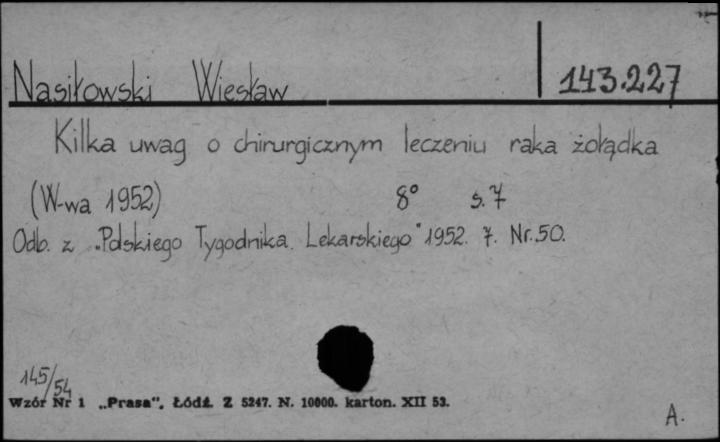 Nasiłowski Wiesław 143.227
Kilka uwag o chirurgicznym leczeniu raka żołądka
(W-wa 1952) 8° s. 7
Odb. z „Polskiego Tygodnika Lekarskiego" 1952. 7. Nr. 50.
145/54
Wzór Nr 1 „Prasa", Łódź. Z 5247. N. 10000. karton. XII 53.
A.